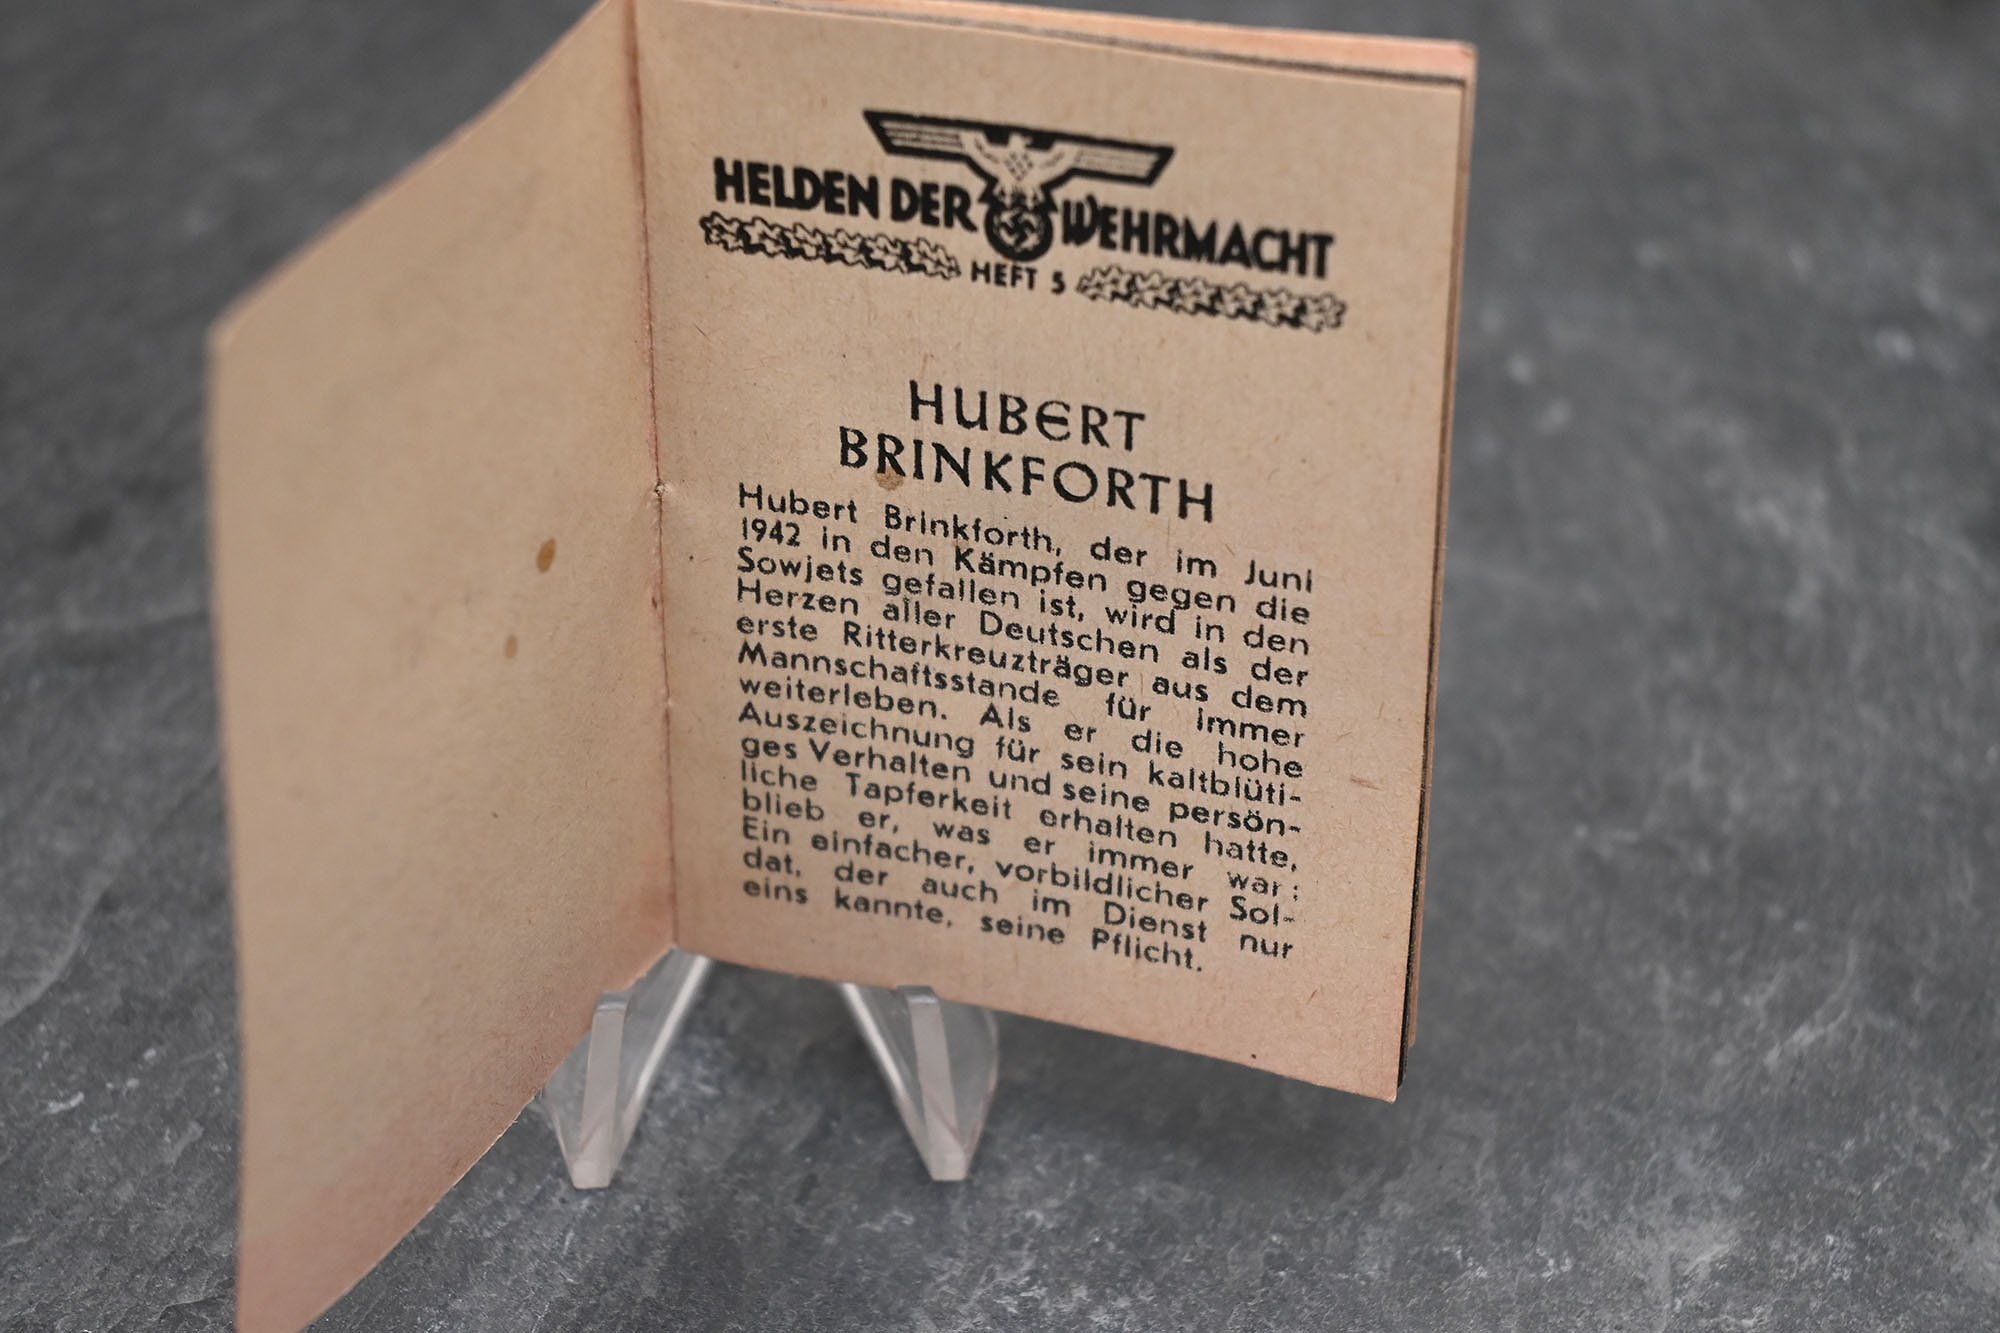 HELDEN DER WEHRMACHT
HEFT 5
HUBERT
BRINKFORTH
Hubert Brinkforth, der im Juni
1942 in den Kämpfen gegen die
Sowjets gefallen ist, wird in den
Herzen aller Deutschen als der
erste Ritterkreuzträger aus dem
Mannschaftsstande für immer
weiterleben. Als er die hohe
Auszeichnung für sein kaltblüti-
ges Verhalten und seine persön-
liche Tapferkeit erhalten hatte,
blieb er, was er immer war:
Ein einfacher, vorbildlicher Sol-
dat, der auch im Dienst nur
eins kannte, seine Pflicht.